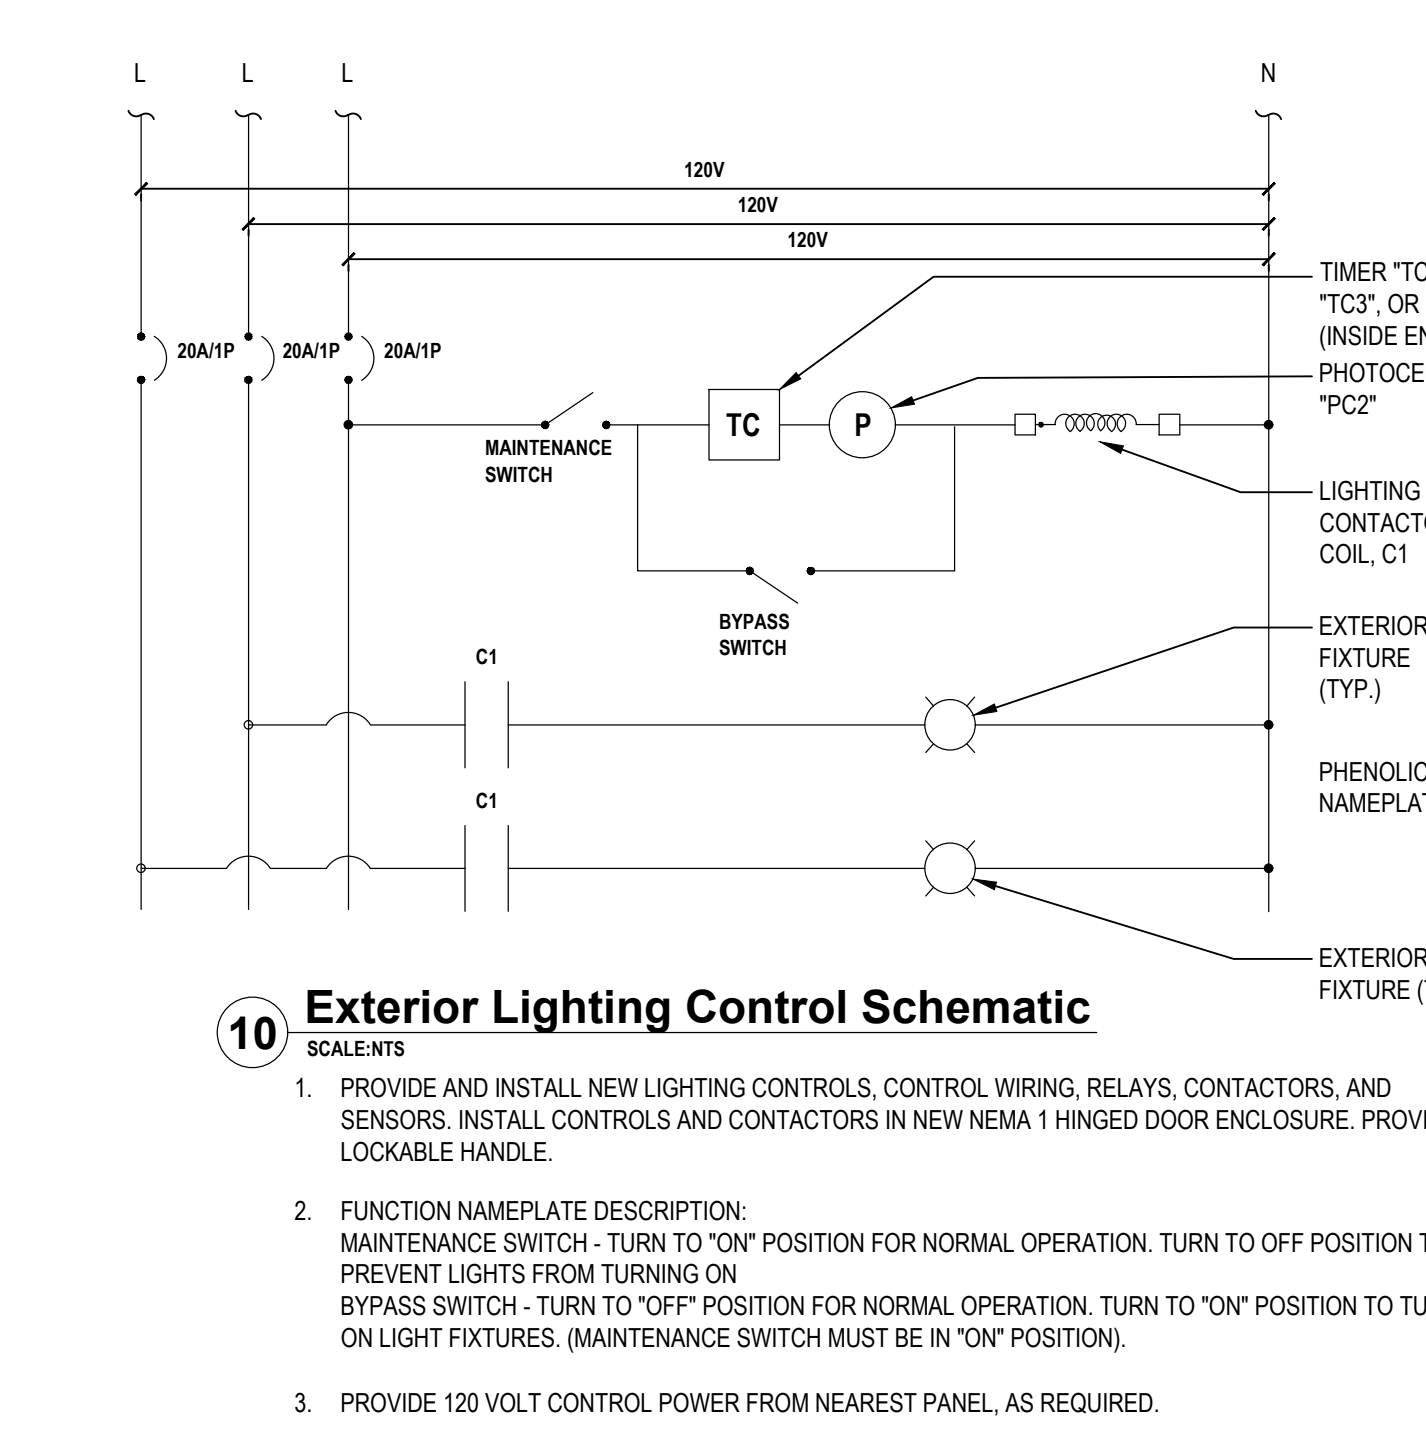 L L L N
120V
120V
120V
20A/1P 20A/1P 20A/1P
TIMER "TC
"TC3", OR
(INSIDE EN
PHOTOCE
"PC2"
TC P
MAINTENANCE
SWITCH
LIGHTING
CONTACTO
COIL, C1
BYPASS
SWITCH
EXTERIOR
FIXTURE
(TYP.)
C1
PHENOLIC
NAMEPLAT
C1
EXTERIOR
FIXTURE (T
10 Exterior Lighting Control Schematic
SCALE:NTS
1. PROVIDE AND INSTALL NEW LIGHTING CONTROLS, CONTROL WIRING, RELAYS, CONTACTORS, AND
SENSORS. INSTALL CONTROLS AND CONTACTORS IN NEW NEMA 1 HINGED DOOR ENCLOSURE. PROVI
LOCKABLE HANDLE.
2. FUNCTION NAMEPLATE DESCRIPTION:
MAINTENANCE SWITCH - TURN TO "ON" POSITION FOR NORMAL OPERATION. TURN TO OFF POSITION T
PREVENT LIGHTS FROM TURNING ON
BYPASS SWITCH - TURN TO "OFF" POSITION FOR NORMAL OPERATION. TURN TO "ON" POSITION TO TU
ON LIGHT FIXTURES. (MAINTENANCE SWITCH MUST BE IN "ON" POSITION).
3. PROVIDE 120 VOLT CONTROL POWER FROM NEAREST PANEL, AS REQUIRED.